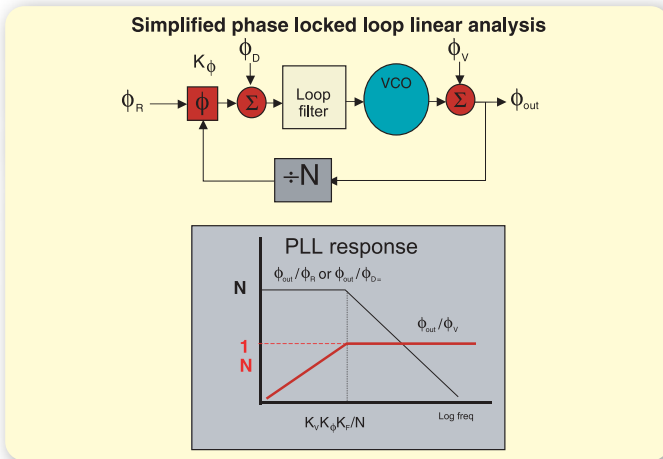 Simplified phase locked loop linear analysis
Kϕ
ϕD
ϕV
ϕR
ϕ
Σ
Loop
filter
VCO
Σ
ϕout
÷N
PLL response
ϕout/ϕR or ϕout/ϕD=
N
ϕout/ϕV
1
N
Log freq
KVKϕKF/N